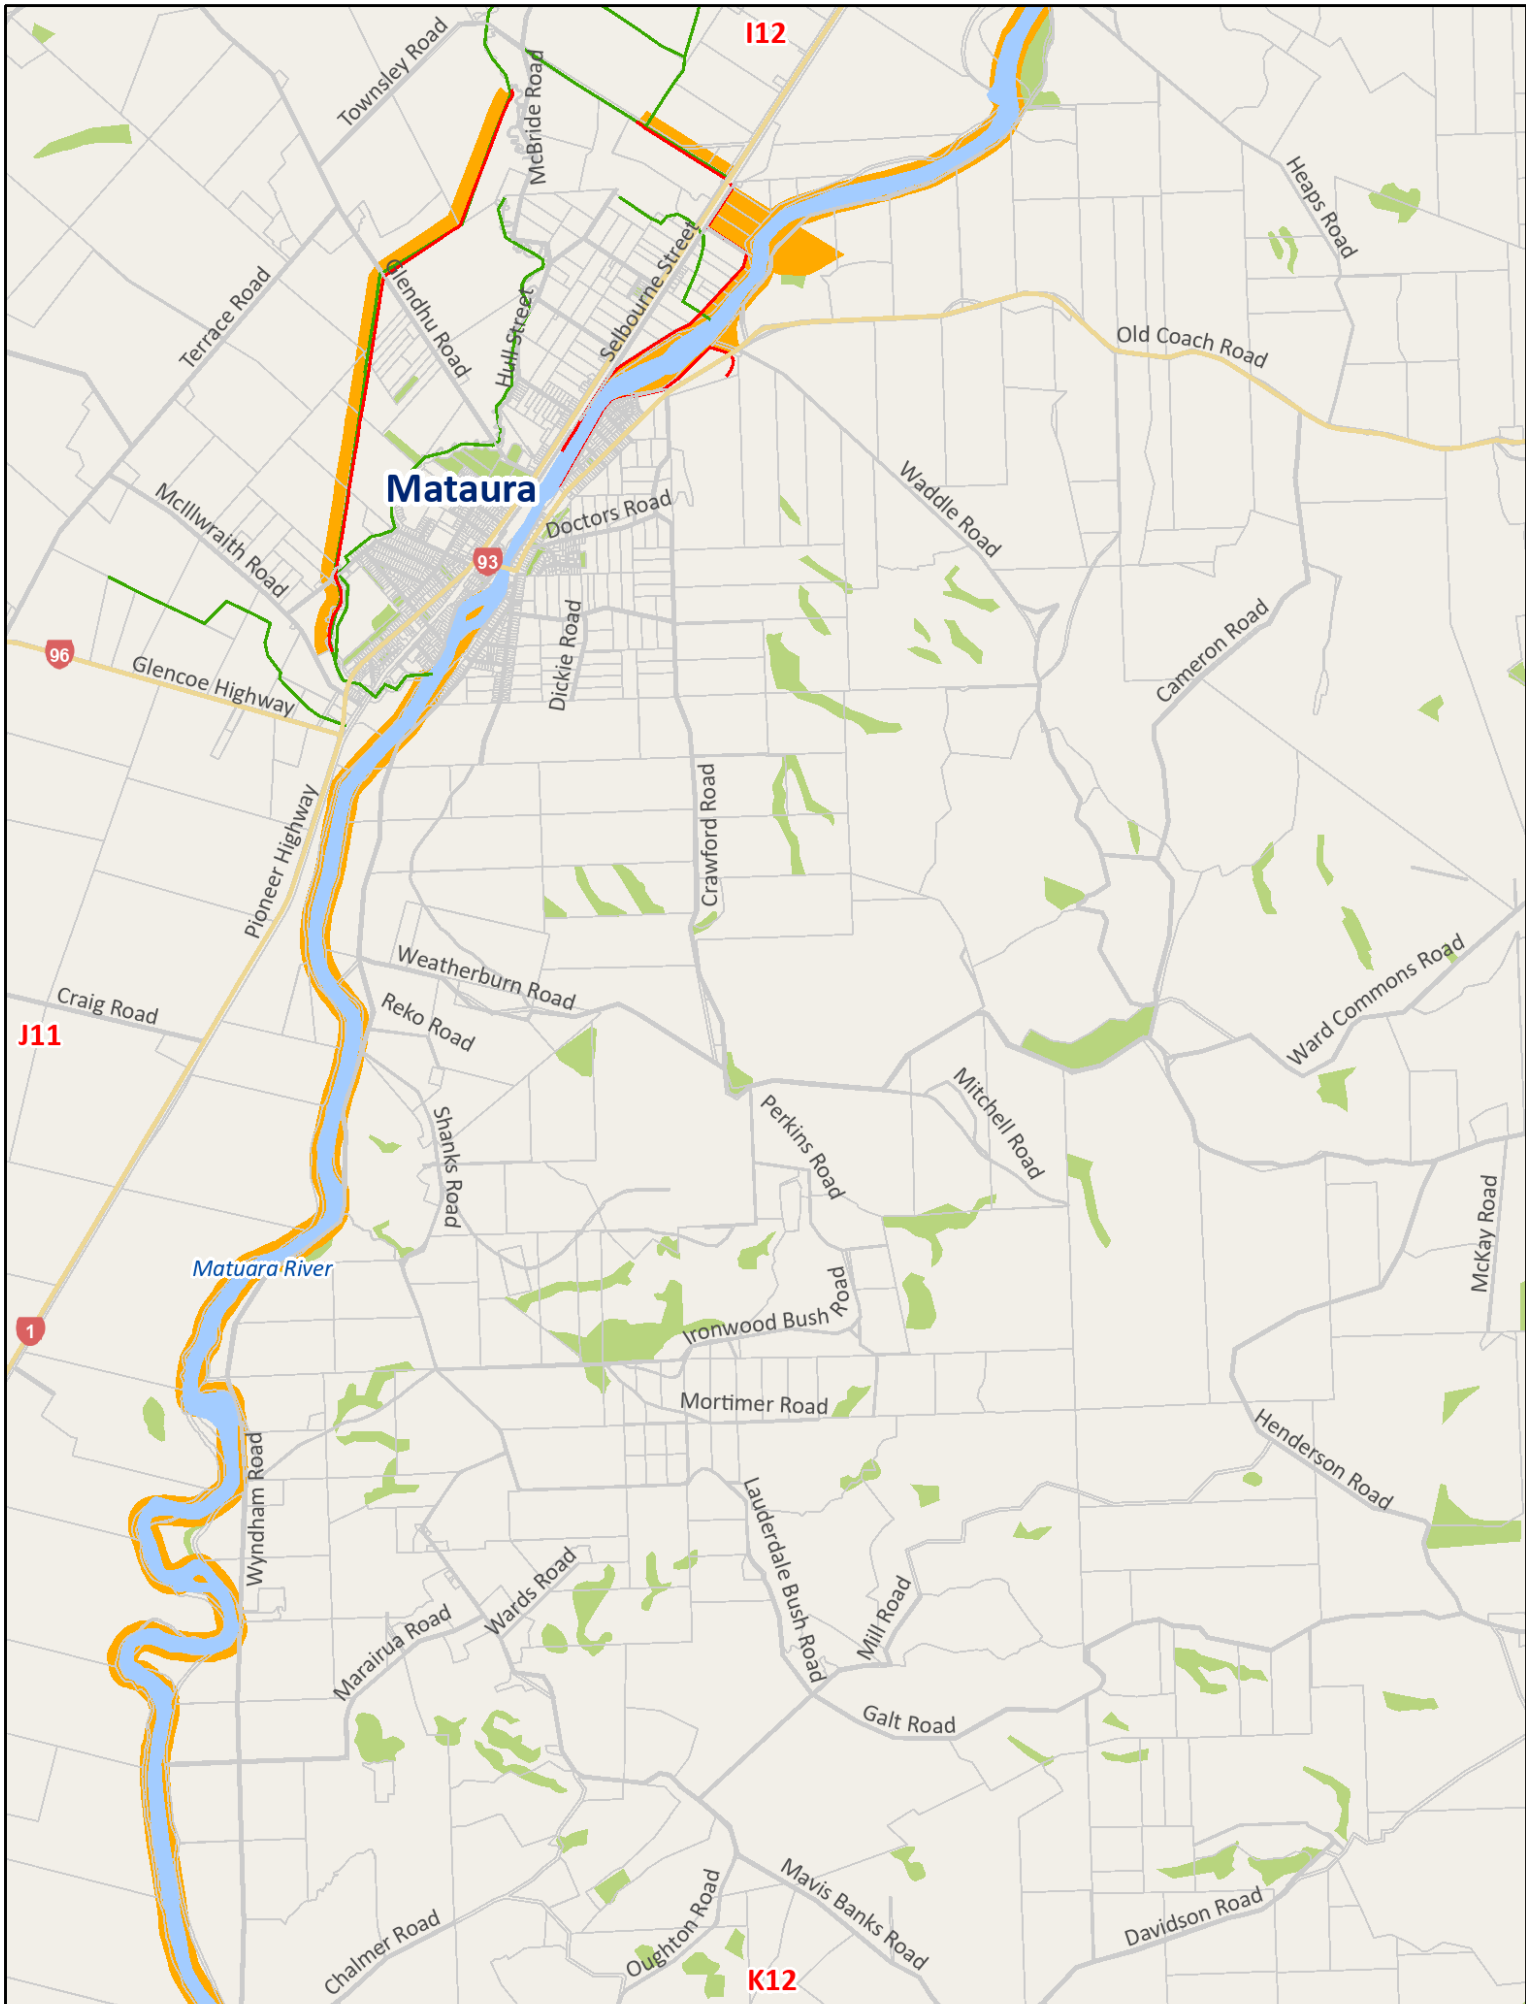 I12
Townsley Road
McBride Road
Heaps Road
Selbourne Street
Terrace Road
Glendhu Road
Hull Street
Old Coach Road
Mataura
Waddle Road
McIllwraith Road
Doctors Road
93
Dickie Road
Cameron Road
96
Glencoe Highway
Pioneer Highway
Crawford Road
Weatherburn Road
Ward Commons Road
Craig Road
Reko Road
J11
Mitchell Road
Perkins Road
Shanks Road
McKay Road
Matuara River
Ironwood Bush Road
1
Mortimer Road
Henderson Road
Wyndham Road
Lauderdale Bush Road
Wards Road
Mill Road
Marairua Road
Galt Road
Mavis Banks Road
Oughton Road
Davidson Road
Chalmer Road
K12